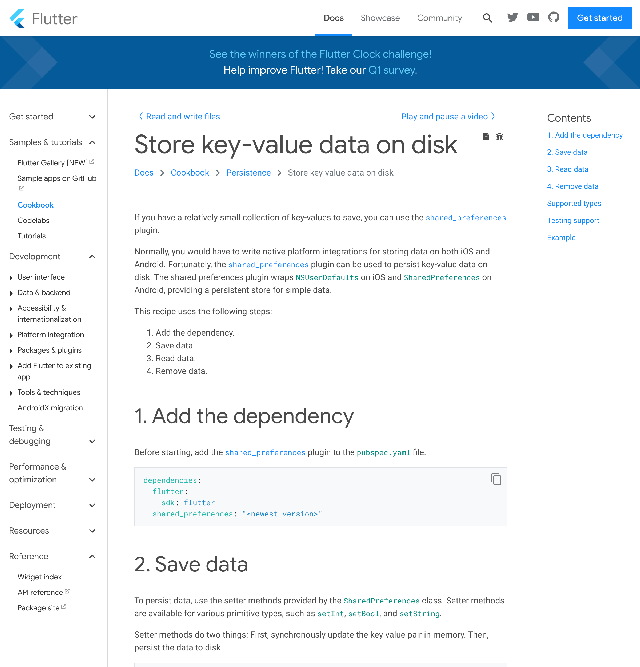 Flutter
Docs
Showcase
Community
Get started
See the winners of the Flutter Clock challenge!
Help improve Flutter! Take our Q1 survey.
Get started
Samples & tutorials
Flutter Gallery [NEW
Sample apps on GitHub
Cookbook
Codelabs
Tutorials
Development
User interface
Data & backend
Accessibility &
internationalization
Platform integration
Packages & plugins
Add Flutter to existing
app
Tools & techniques
AndroidX migration
Testing &
debugging
Performance &
optimization
Deployment
Resources
Reference
Widget index
API reference
Package site
Read and write files
Play and pause a video
Store key-value data on disk
Docs > Cookbook > Persistence > Store key-value data on disk
If you have a relatively small collection of key-values to save, you can use the shared_preferences
plugin.
Normally, you would have to write native platform integrations for storing data on both iOS and
Android. Fortunately, the shared_preferences plugin can be used to persist key-value data on
disk. The shared preferences plugin wraps NSUserDefaults on iOS and SharedPreferences on
Android, providing a persistent store for simple data.
This recipe uses the following steps:
1. Add the dependency.
2. Save data.
3. Read data.
4. Remove data.
1. Add the dependency
Before starting, add the shared_preferences plugin to the pubspec.yaml file:
dependencies:
flutter:
sdk: flutter
shared_preferences: "<newest version>"
2. Save data
To persist data, use the setter methods provided by the SharedPreferences class. Setter methods
are available for various primitive types, such as setInt, setBool, and setString.
Setter methods do two things: First, synchronously update the key-value pair in memory. Then,
persist the data to disk.
Contents
1. Add the dependency
2. Save data
3. Read data
4. Remove data
Supported types
Testing support
Example